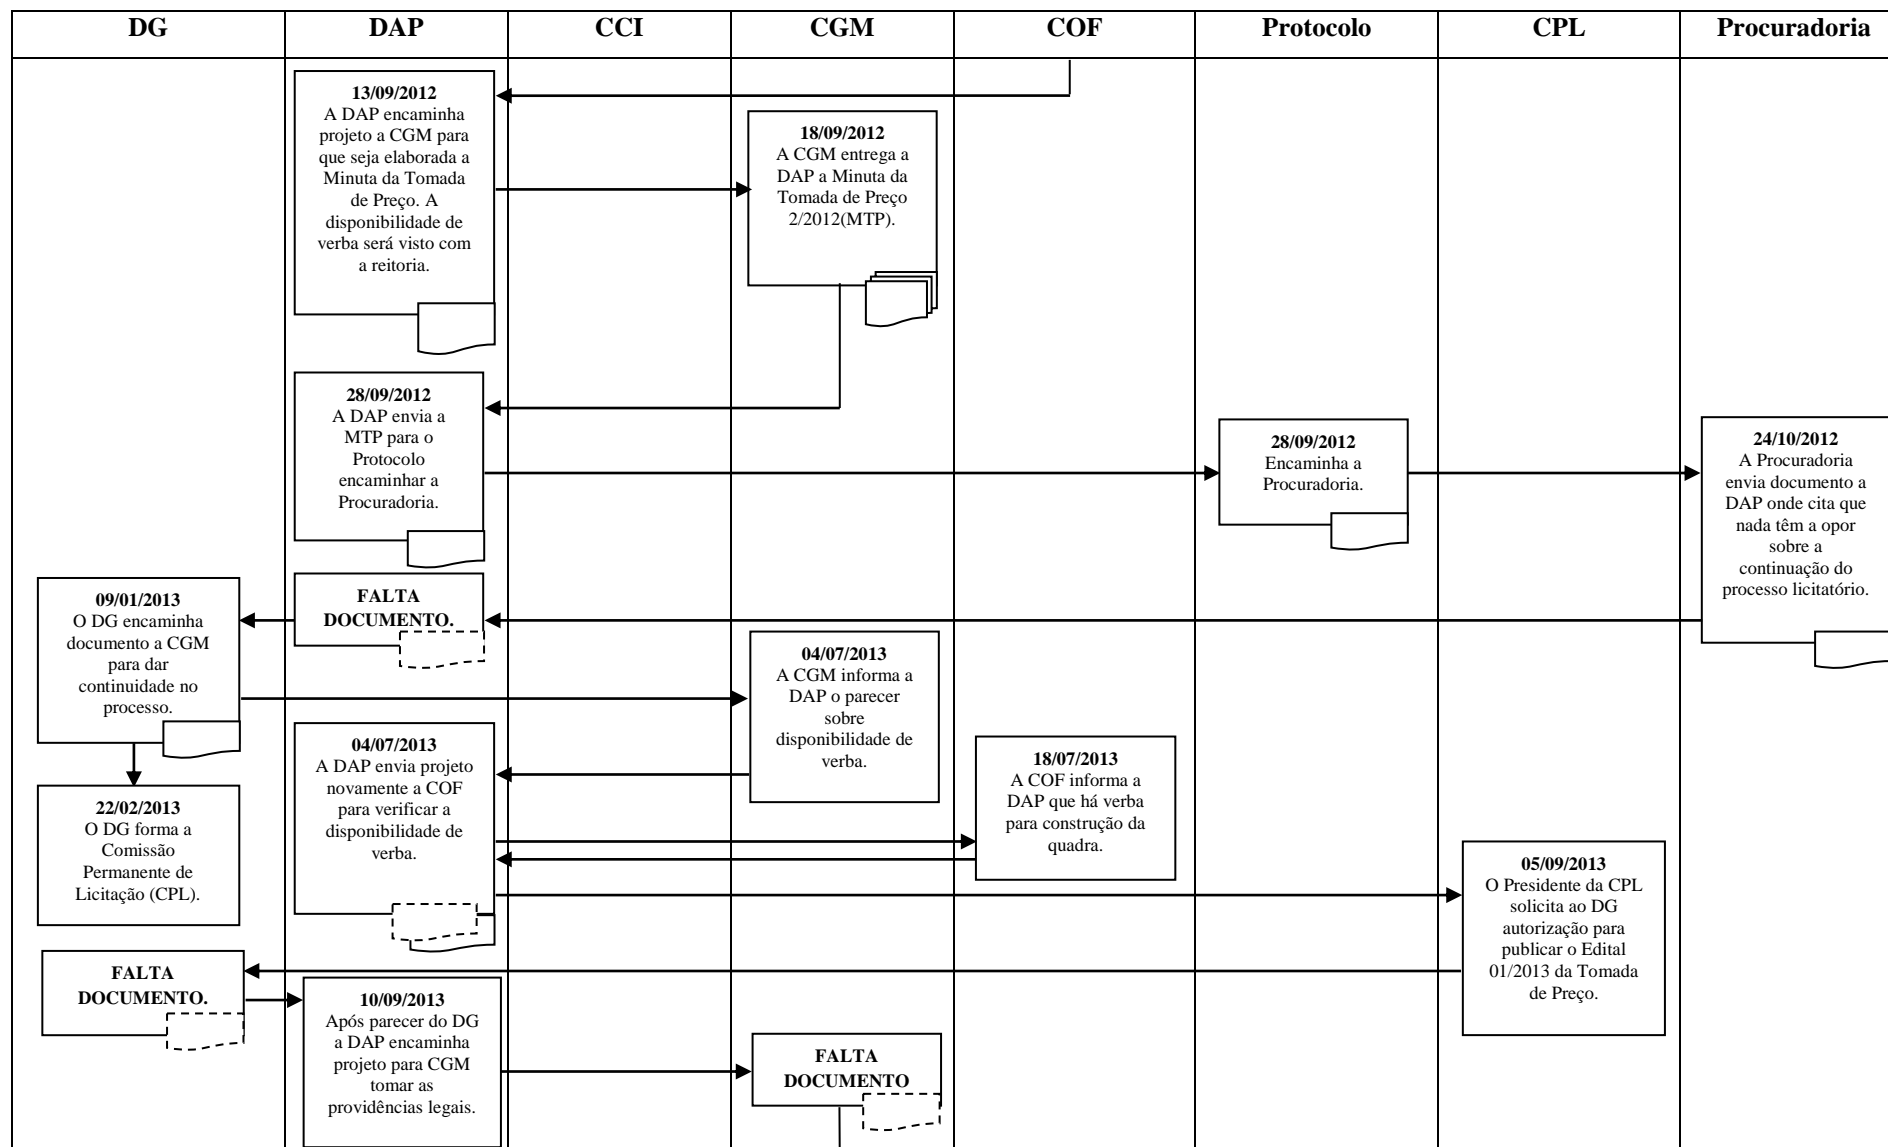 DG DAP CCI CGM COF Protocolo CPL Procuradoria
13/09/2012
A DAP encaminha
projeto a CGM para
que seja elaborada a
Minuta da Tomada
de Preço. A
disponibilidade de
verba será visto com
a reitoria.
18/09/2012
A CGM entrega a
DAP a Minuta da
Tomada de Preço
2/2012(MTP).
28/09/2012
A DAP envia a
MTP para o
Protocolo
encaminhar a
Procuradoria.
28/09/2012
Encaminha a
Procuradoria.
24/10/2012
A Procuradoria
envia documento a
DAP onde cita que
nada têm a opor
sobre a
continuação do
processo licitatório.
FALTA
DOCUMENTO.
09/01/2013
O DG encaminha
documento a CGM
para dar
continuidade no
processo.
04/07/2013
A CGM informa a
DAP o parecer
sobre
disponibilidade de
verba.
22/02/2013
O DG forma a
Comissão
Permanente de
Licitação (CPL).
04/07/2013
A DAP envia projeto
novamente a COF
para verificar a
disponibilidade de
verba.
18/07/2013
A COF informa a
DAP que há verba
para construção da
quadra.
05/09/2013
O Presidente da CPL
solicita ao DG
autorização para
publicar o Edital
01/2013 da Tomada
de Preço.
FALTA
DOCUMENTO.
10/09/2013
Após parecer do DG
a DAP encaminha
projeto para CGM
tomar as
providências legais.
FALTA
DOCUMENTO